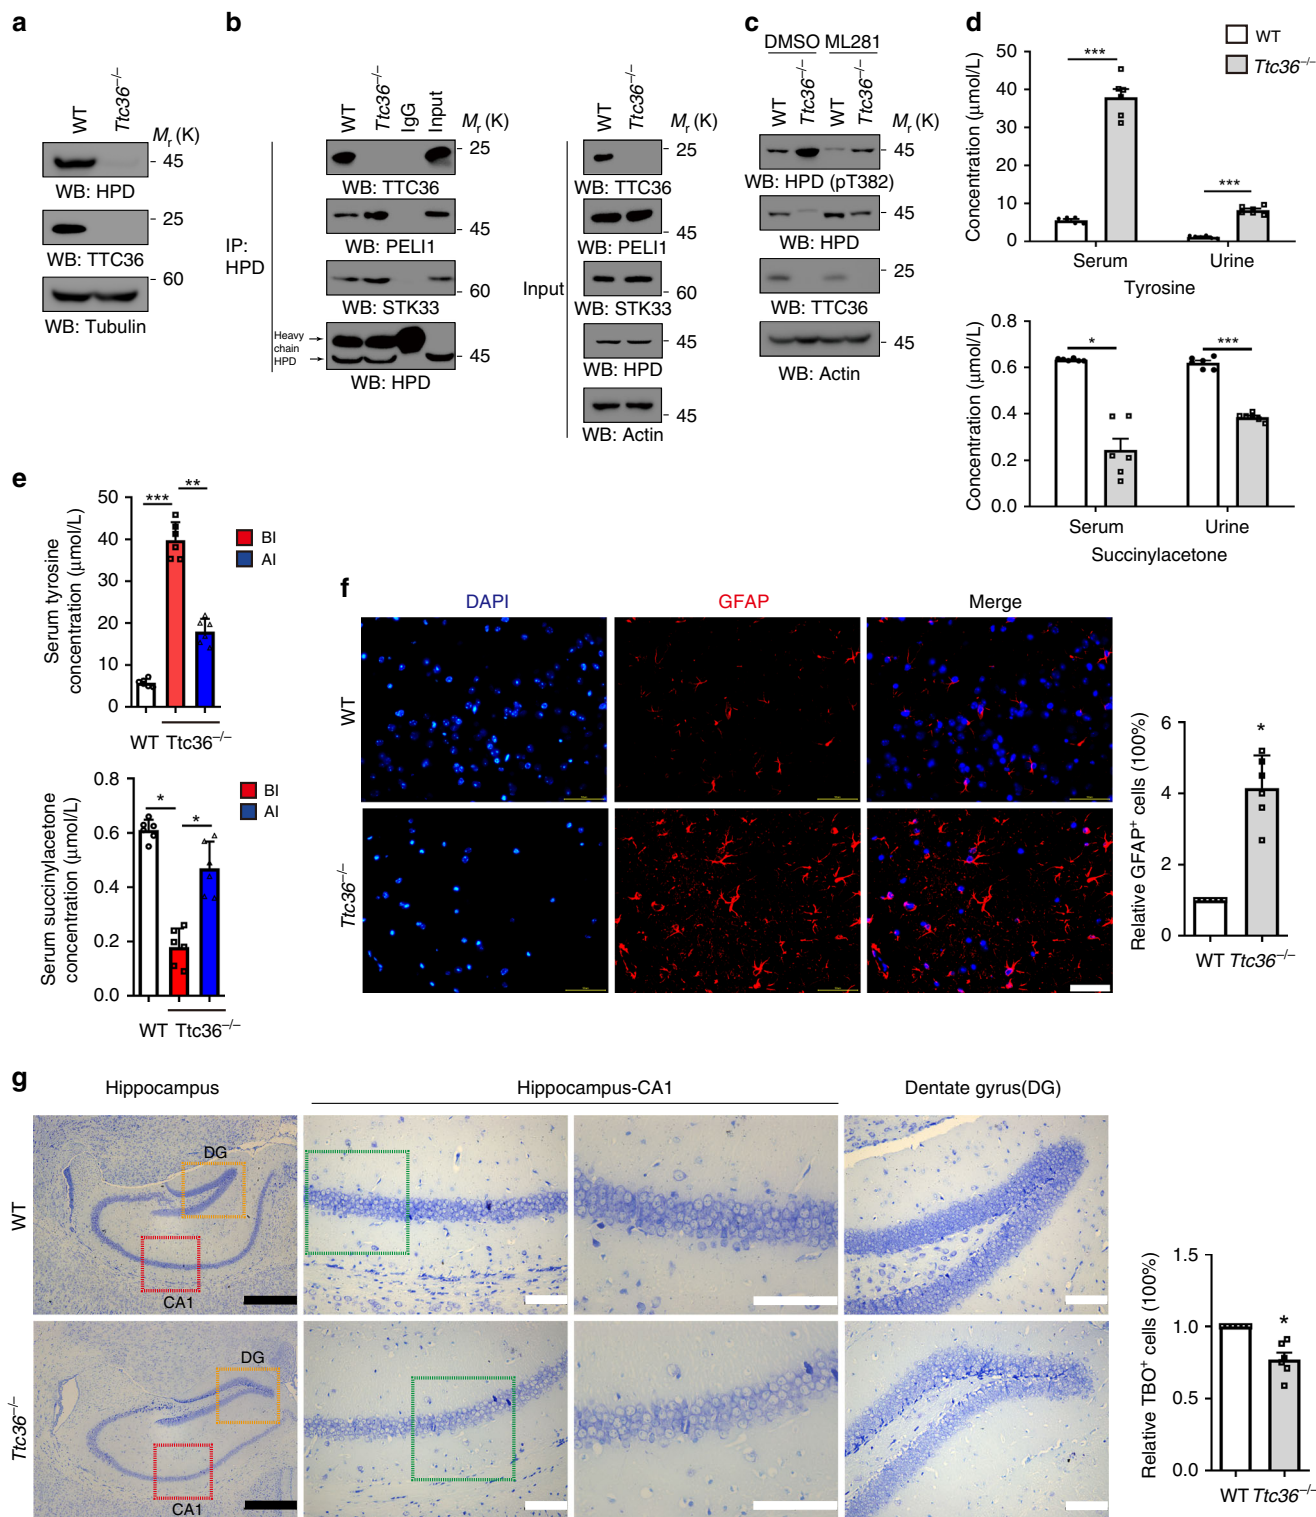 a
WT
Ttc36–/–
Mr (K)
45
WB: HPD
25
WB: TTC36
60
WB: Tubulin
b
WT
Ttc36–/–
IgG
Input
Mr (K)
IP:
HPD
25
WB: TTC36
45
WB: PELI1
60
WB: STK33
Heavy
chain
HPD
45
WB: HPD
WT
Ttc36–/–
Mr (K)
Input
25
WB: TTC36
45
WB: PELI1
60
WB: STK33
45
WB: HPD
45
WB: Actin
c
DMSO ML281
WT
Ttc36–/–
WT
Ttc36–/–
Mr (K)
45
WB: HPD (pT382)
45
WB: HPD
25
WB: TTC36
WB: Actin
d
WT
Ttc36–/–
Concentration (μmol/L)
50
40
30
20
10
0
***
***
Serum Urine
Tyrosine
Concentration (μmol/L)
0.8
0.6
0.4
0.2
0.0
*
***
Serum Urine
Succinylacetone
e
Serum tyrosine
concentration (μmol/L)
50
40
30
20
10
0
*** **
BI
AI
WT Ttc36–/–
Serum succinylacetone
concentration (μmol/L)
0.8
0.6
0.4
0.2
0.0
* *
BI
AI
WT Ttc36–/–
f
DAPI GFAP Merge
WT
Ttc36–/–
Relative GFAP+ cells (100%)
6
4
2
0
*
WT Ttc36–/–
g
Hippocampus Hippocampus-CA1 Dentate gyrus(DG)
WT
DG
CA1
Ttc36–/–
DG
CA1
Relative TBO+ cells (100%)
1.5
1.0
0.5
0.0
*
WT Ttc36–/–